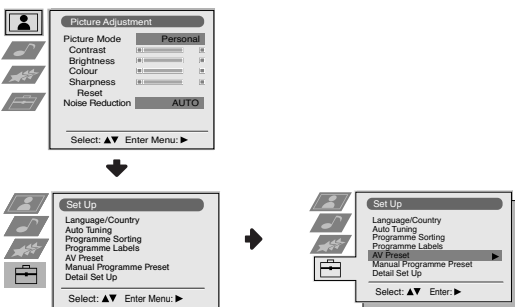 Picture Adjustment
Picture Mode Personal
Contrast
Brightness
Colour
Sharpness
Reset
Noise Reduction AUTO
Select: ▲▼ Enter Menu: ►
Set Up
Language/Country
Auto Tuning
Programme Sorting
Programme Labels
AV Preset
Manual Programme Preset
Detail Set Up
Select: ▲▼ Enter Menu: ►
Set Up
Language/Country
Auto Tuning
Programme Sorting
Programme Labels
AV Preset ►
Manual Programme Preset
Detail Set Up
Select: ▲▼ Enter: ►